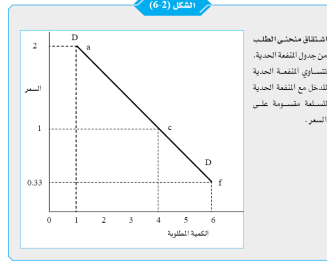 الشكل (2-6)
اشتقاق منحنى الطلب
من جدول المنفعة الحدية.
تتساوي المنفعة الحدية
للدخل مع المنفعة الحدية
للسلعة مقسومة على
السعر.
D
2
a
السعر
1
c
D
0.33
f
0 1 2 3 4 5 6
الكمية المطلوبة